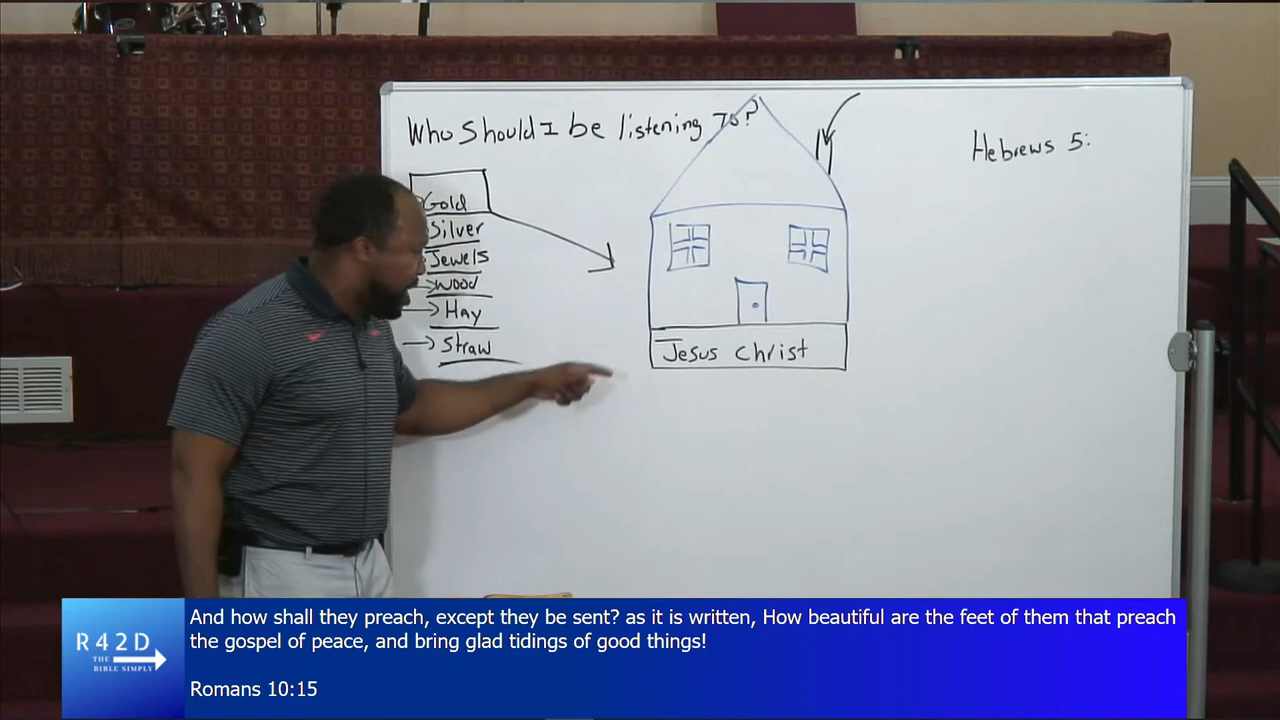 Who Should I be listening To?
Hebrews 5:
Gold
Silver
Jewels
Wood
Hay
Straw
Jesus Christ
R42D
THE
BIBLE SIMPLY
And how shall they preach, except they be sent? as it is written, How beautiful are the feet of them that preach
the gospel of peace, and bring glad tidings of good things!
Romans 10:15